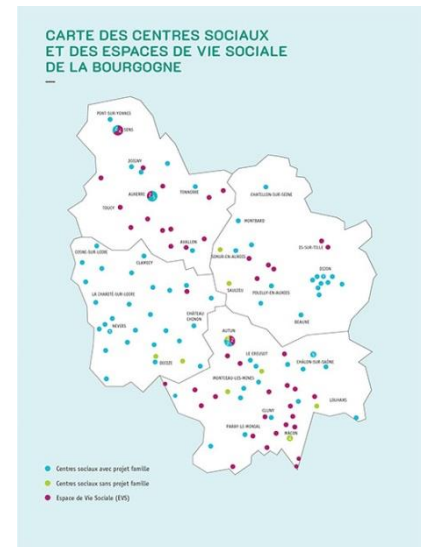 CARTE DES CENTRES SOCIAUX
ET DES ESPACES DE VIE SOCIALE
DE LA BOURGOGNE
PONT-SUR-YONNE
SENS
JOIGNY
AUXERRE
TONNERRE
CHATILLON-SUR-SEINE
TOUCY
MONTBARD
AVALLON
IS-SUR-TILLE
COSNE-SUR-LOIRE
SEMUR-EN-AUXOIS
CLAMECY
DIJON
SAULIEU
POUILLY-EN-AUXOIS
LA CHARITÉ-SUR-LOIRE
CHÂTEAU
CHINON
NEVERS
BEAUNE
AUTUN
DECIZE
LE CREUSOT
CHALON-SUR-SAÔNE
MONTCEAU-LES-MINES
LOUHANS
CLUNY
PARAY-LE-MONIAL
MACON
Centres sociaux avec projet famille
Centres sociaux sans projet famille
Espace de Vie Sociale (EVS)